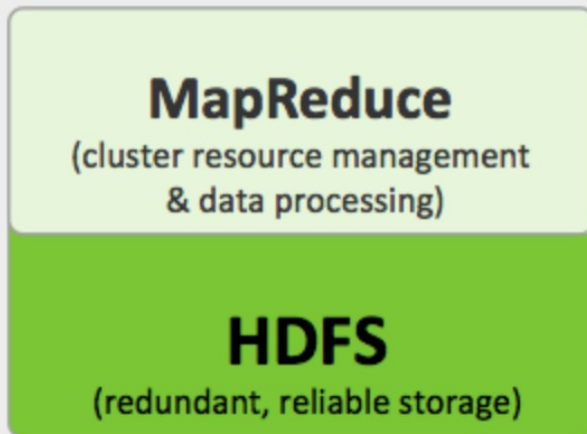 MapReduce
(cluster resource management
& data processing)
HDFS
(redundant, reliable storage)